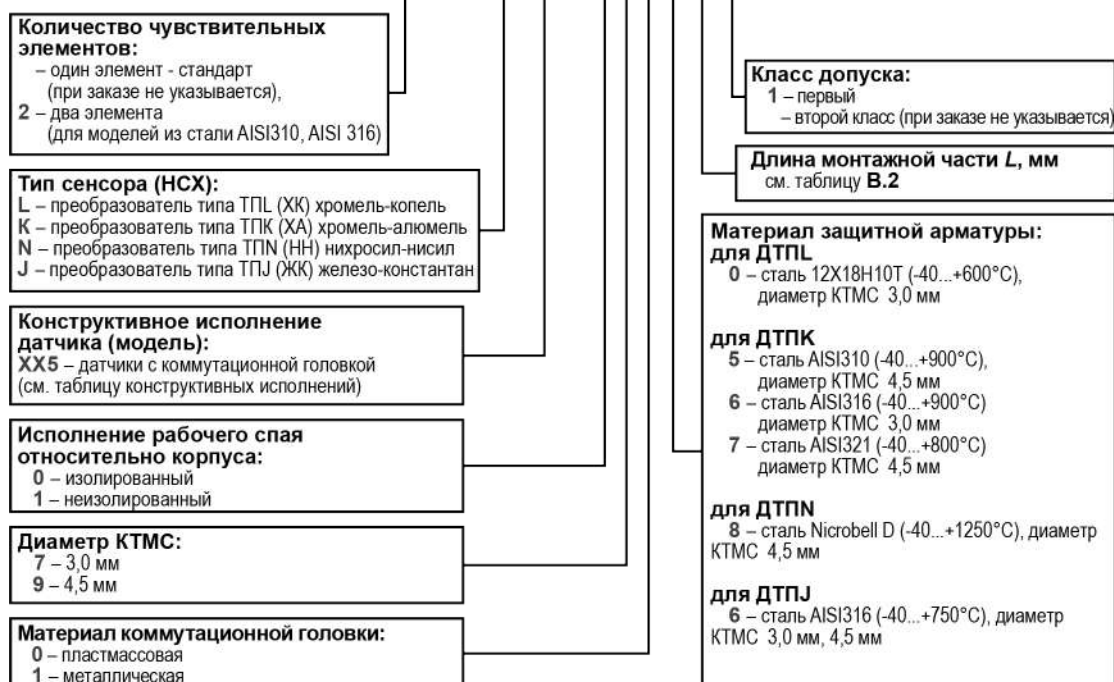 Количество чувствительных
элементов:
– один элемент - стандарт
(при заказе не указывается),
2 – два элемента
(для моделей из стали AISI310, AISI 316)
Тип сенсора (НСХ):
L – преобразователь типа ТПL (ХК) хромель-копель
К – преобразователь типа ТПК (ХА) хромель-алюмель
N – преобразователь типа ТПN (НН) нихросил-нисил
J – преобразователь типа ТПJ (ЖК) железо-константан
Конструктивное исполнение
датчика (модель):
ХХ5 – датчики с коммутационной головкой
(см. таблицу конструктивных исполнений)
Исполнение рабочего спая
относительно корпуса:
0 – изолированный
1 – неизолированный
Диаметр КТМС:
7 – 3,0 мм
9 – 4,5 мм
Материал коммутационной головки:
0 – пластмассовая
1 – металлическая
Класс допуска:
1 – первый
– второй класс (при заказе не указывается)
Длина монтажной части L, мм
см. таблицу В.2
Материал защитной арматуры:
для ДТПL
0 – сталь 12Х18Н10Т (-40...+600°С),
диаметр КТМС 3,0 мм
для ДТПК
5 – сталь AISI310 (-40...+900°С),
диаметр КТМС 4,5 мм
6 – сталь AISI316 (-40...+900°С)
диаметр КТМС 3,0 мм
7 – сталь AISI321 (-40...+800°С)
диаметр КТМС 4,5 мм
для ДТПN
8 – сталь Nicrobell D (-40...+1250°С), диаметр
КТМС 4,5 мм
для ДТПJ
6 – сталь AISI316 (-40...+750°С), диаметр
КТМС 3,0 мм, 4,5 мм